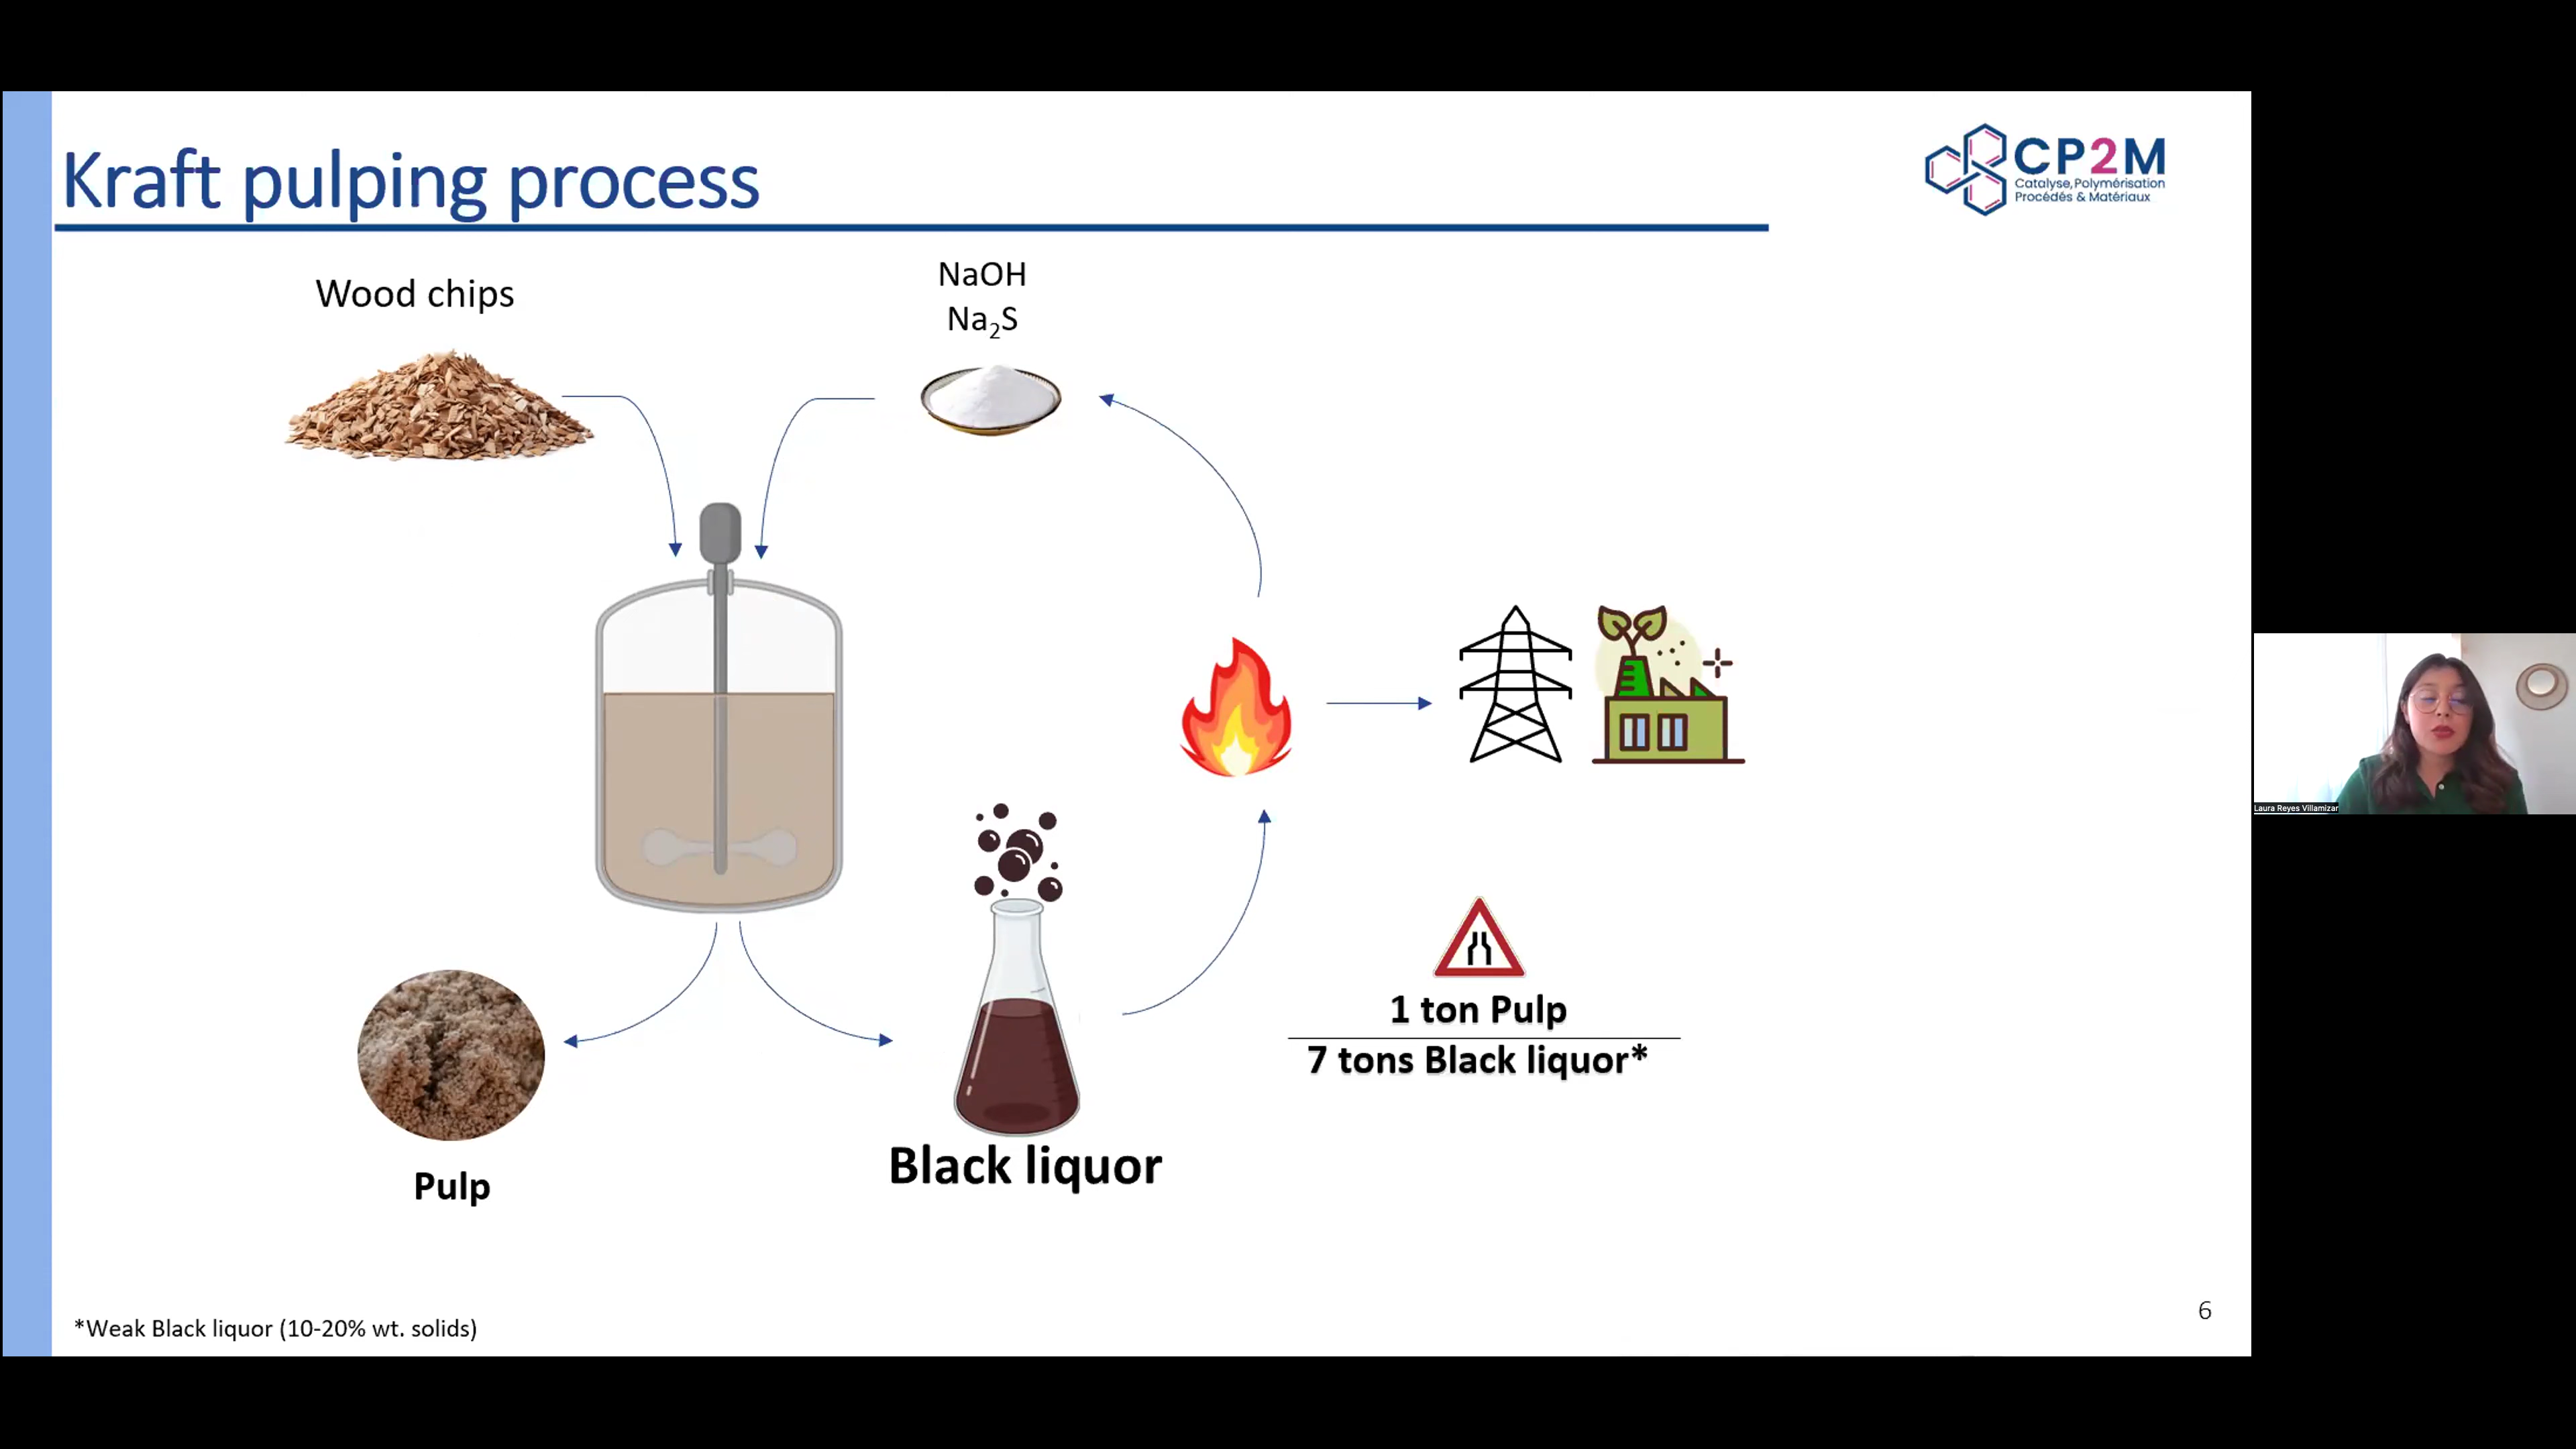 Kraft pulping process
CP2M
Catalyse, Polymérisation
Procédés & Matériaux
Wood chips
NaOH
Na₂S
1 ton Pulp
7 tons Black liquor*
Pulp
Black liquor
*Weak Black liquor (10-20% wt. solids)
6
Laura Reyes Villamizar